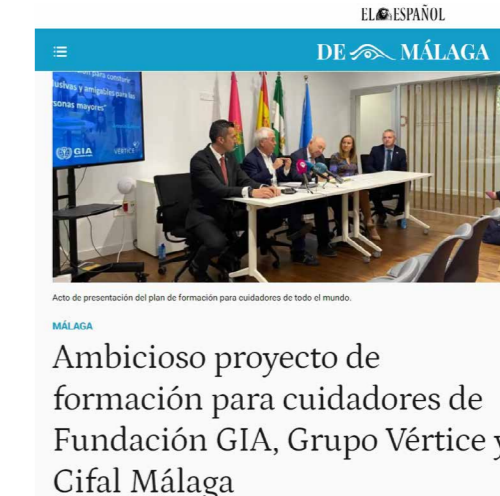 EL ESPAÑOL
DE MÁLAGA
para construir
lusivas y amigables para las
sonas mayores"
GIA
VÉRTICE
Acto de presentación del plan de formación para cuidadores de todo el mundo.
MÁLAGA
Ambicioso proyecto de
formación para cuidadores de
Fundación GIA, Grupo Vértice y
Cifal Málaga